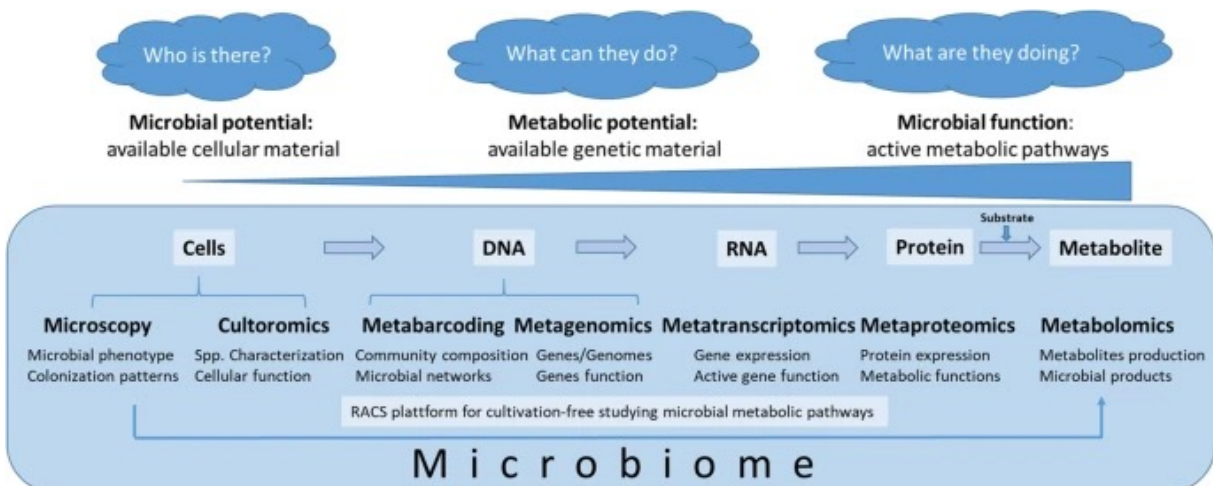 Who is there?
What can they do?
What are they doing?
Microbial potential:
available cellular material
Metabolic potential:
available genetic material
Microbial function:
active metabolic pathways
Substrate
Cells
DNA
RNA
Protein
Metabolite
Microscopy
Microbial phenotype
Colonization patterns
Cultoromics
Spp. Characterization
Cellular function
Metabarcoding
Community composition
Microbial networks
Metagenomics
Genes/Genomes
Genes function
Metatranscriptomics
Gene expression
Active gene function
Metaproteomics
Protein expression
Metabolic functions
Metabolomics
Metabolites production
Microbial products
RACS plattform for cultivation-free studying microbial metabolic pathways
Microbiome